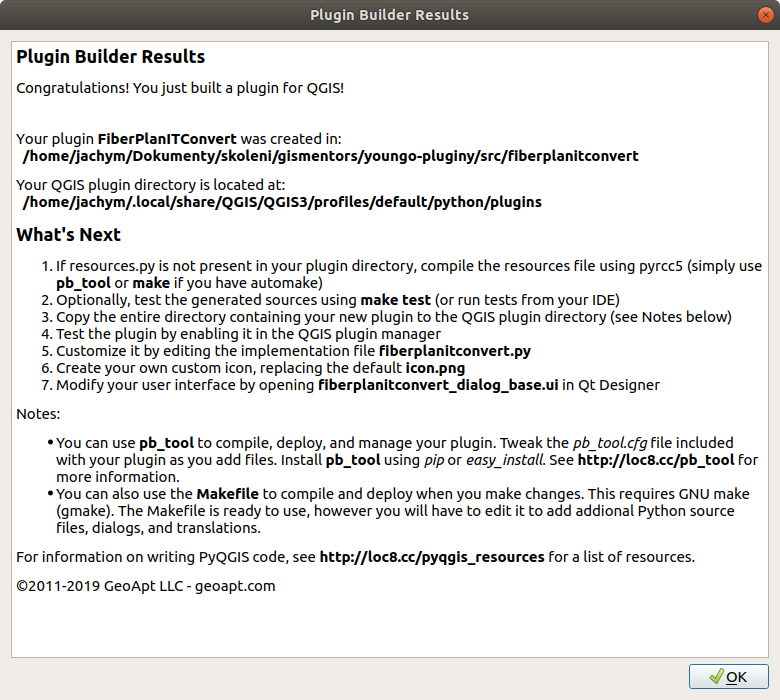 Plugin Builder Results
Plugin Builder Results
Congratulations! You just built a plugin for QGIS!
Your plugin FiberPlanITConvert was created in:
/home/jachym/Dokumenty/skoleni/gismentors/youngo-pluginy/src/fiberplanitconvert
Your QGIS plugin directory is located at:
/home/jachym/.local/share/QGIS/QGIS3/profiles/default/python/plugins
What's Next
1. If resources.py is not present in your plugin directory, compile the resources file using pyrcc5 (simply use
pb_tool or make if you have automake)
2. Optionally, test the generated sources using make test (or run tests from your IDE)
3. Copy the entire directory containing your new plugin to the QGIS plugin directory (see Notes below)
4. Test the plugin by enabling it in the QGIS plugin manager
5. Customize it by editing the implementation file fiberplanitconvert.py
6. Create your own custom icon, replacing the default icon.png
7. Modify your user interface by opening fiberplanitconvert_dialog_base.ui in Qt Designer
Notes:
• You can use pb_tool to compile, deploy, and manage your plugin. Tweak the pb_tool.cfg file included
with your plugin as you add files. Install pb_tool using pip or easy_install. See http://loc8.cc/pb_tool for
more information.
• You can also use the Makefile to compile and deploy when you make changes. This requires GNU make
(gmake). The Makefile is ready to use, however you will have to edit it to add addional Python source
files, dialogs, and translations.
For information on writing PyQGIS code, see http://loc8.cc/pyqgis_resources for a list of resources.
©2011-2019 GeoApt LLC - geoapt.com
OK